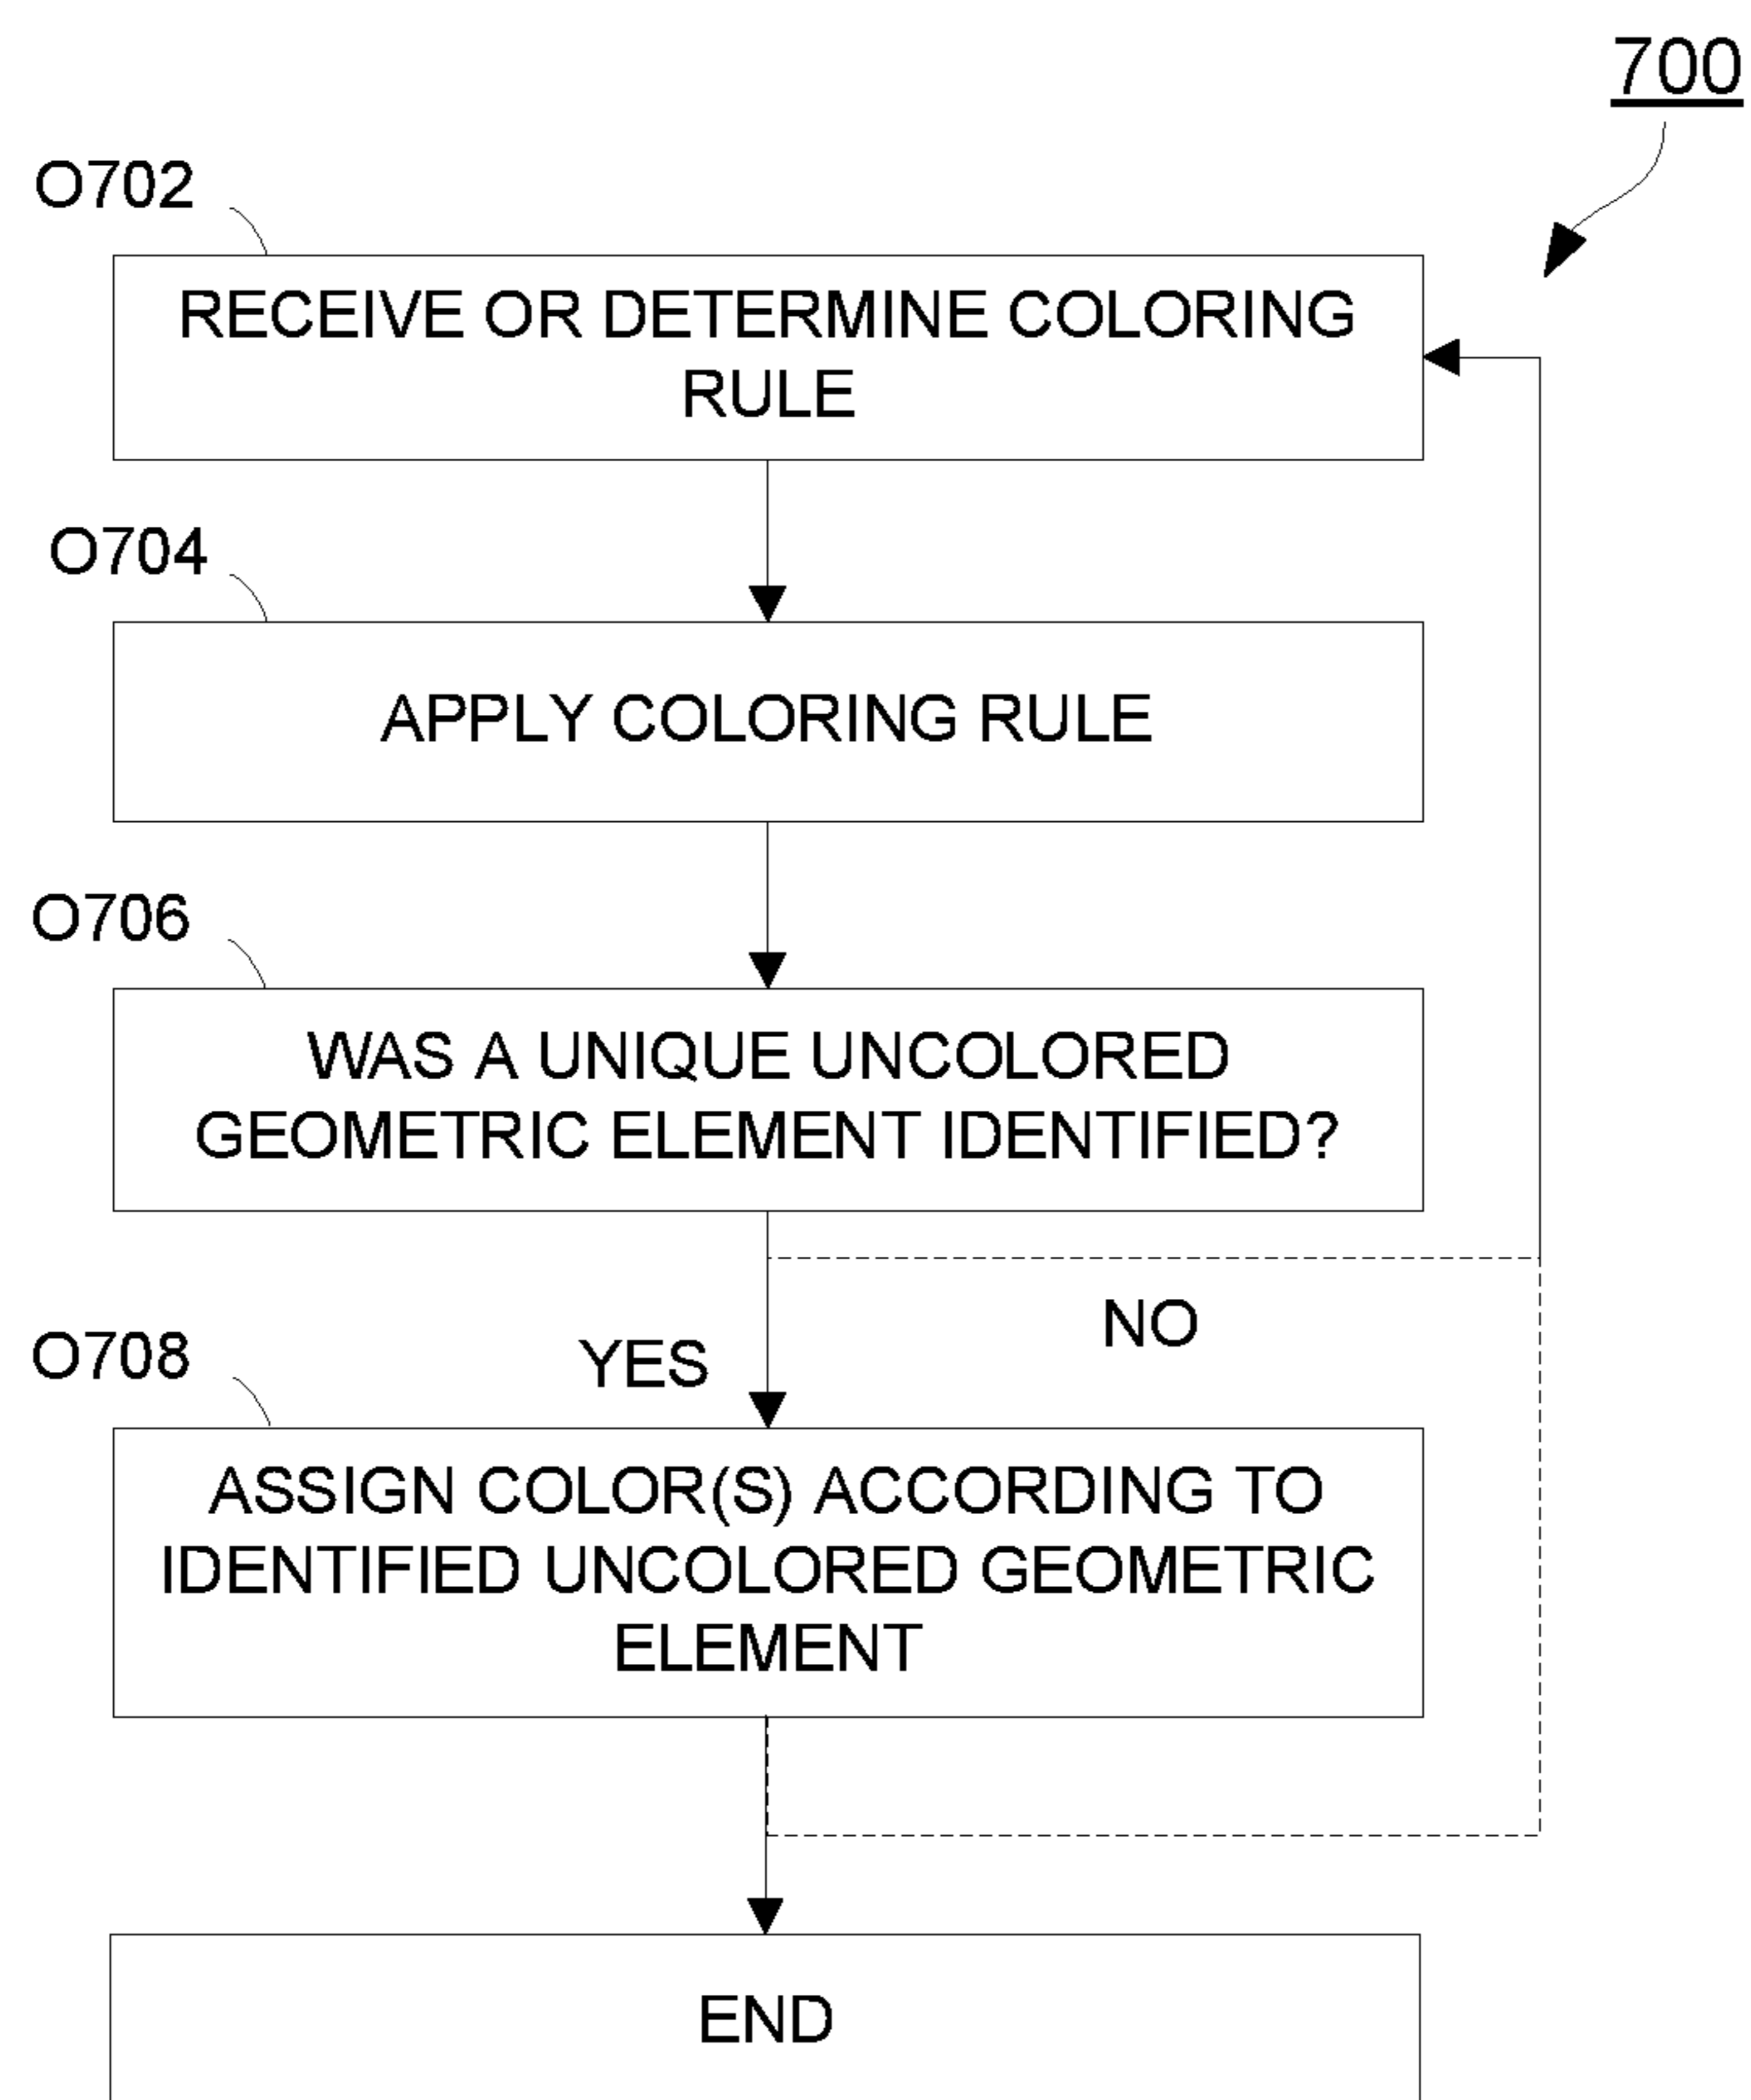 700
O702
RECEIVE OR DETERMINE COLORING
RULE
O704
APPLY COLORING RULE
O706
WAS A UNIQUE UNCOLORED
GEOMETRIC ELEMENT IDENTIFIED?
NO
YES
O708
ASSIGN COLOR(S) ACCORDING TO
IDENTIFIED UNCOLORED GEOMETRIC
ELEMENT
END